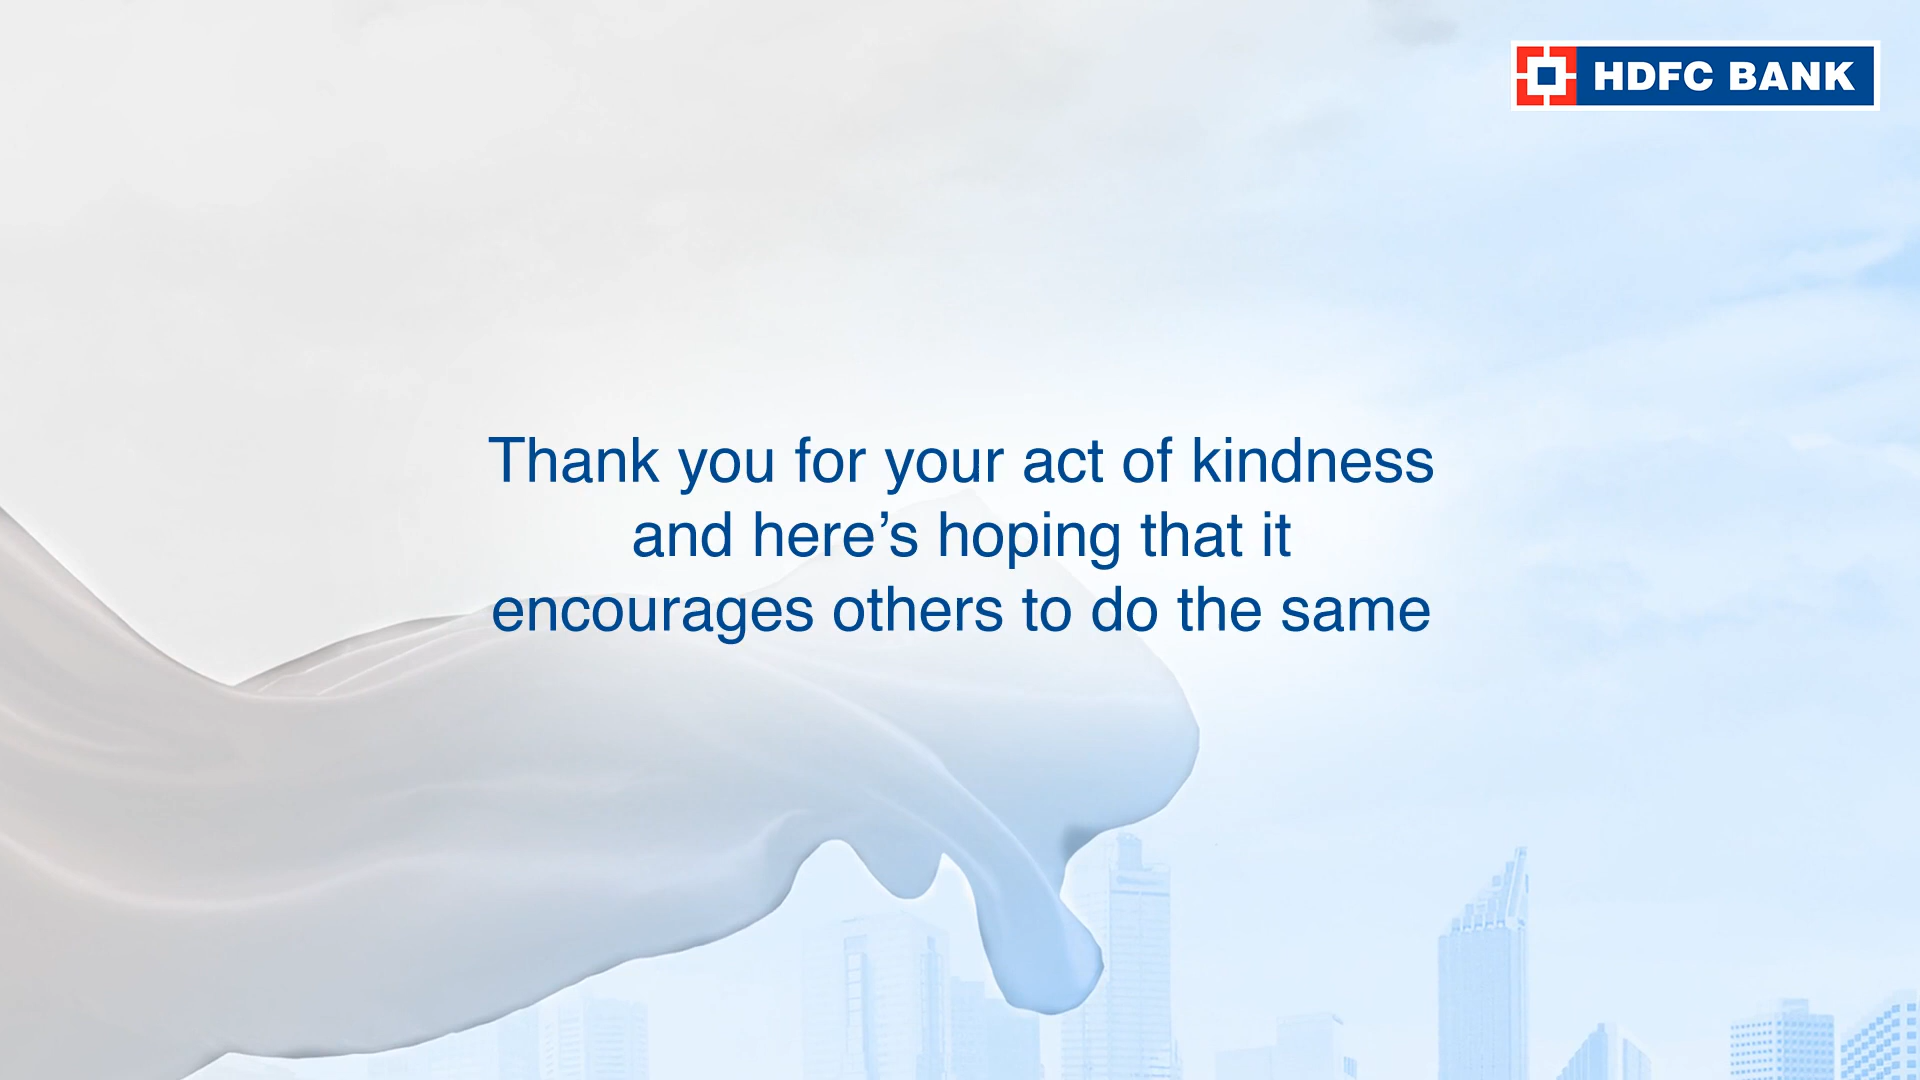 HDFC BANK
Thank you for your act of kindness
and here’s hoping that it
encourages others to do the same